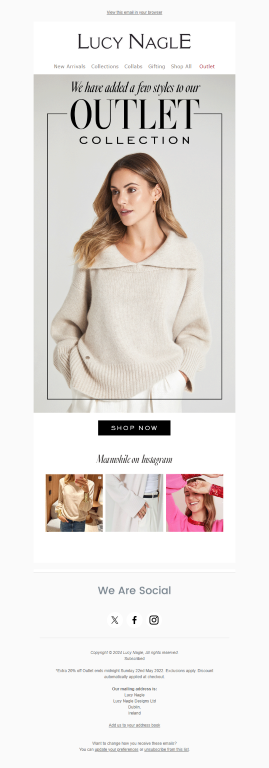 View this email in your browser
LUCY NAGLE
New Arrivals Collections Collabs Gifting Shop All Outlet
We have added a few styles to our
OUTLET
COLLECTION
SHOP NOW
Meanwhile on Instagram
We Are Social
Copyright © 2023 Lucy Nagle, all rights reserved.
Subscribed
*Extra 20% off Outlet ends midnight Sunday 22nd May 2023. Exclusions apply. Discount
automatically applied at checkout.
Our mailing address is:
Lucy Nagle
Lucy Nagle Designs Ltd
Dublin
Ireland
Add us to your address book
Want to change how you receive these emails?
You can update your preferences or unsubscribe from this list